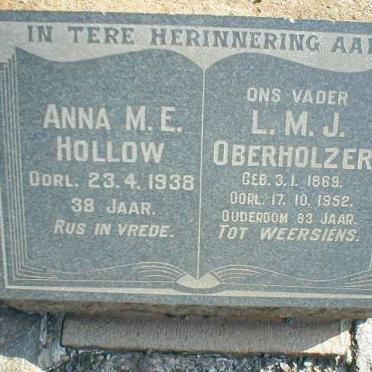 IN TERE HERINNERING AAN
ANNA M. E.
HOLLOW
OORL. 23.4.1938
38 JAAR.
RUS IN VREDE.
ONS VADER
L. M. J.
OBERHOLZER
GEB. 3.1.1869.
OORL. 17.10.1952.
OUDERDOM 83 JAAR.
TOT WEERSIENS.